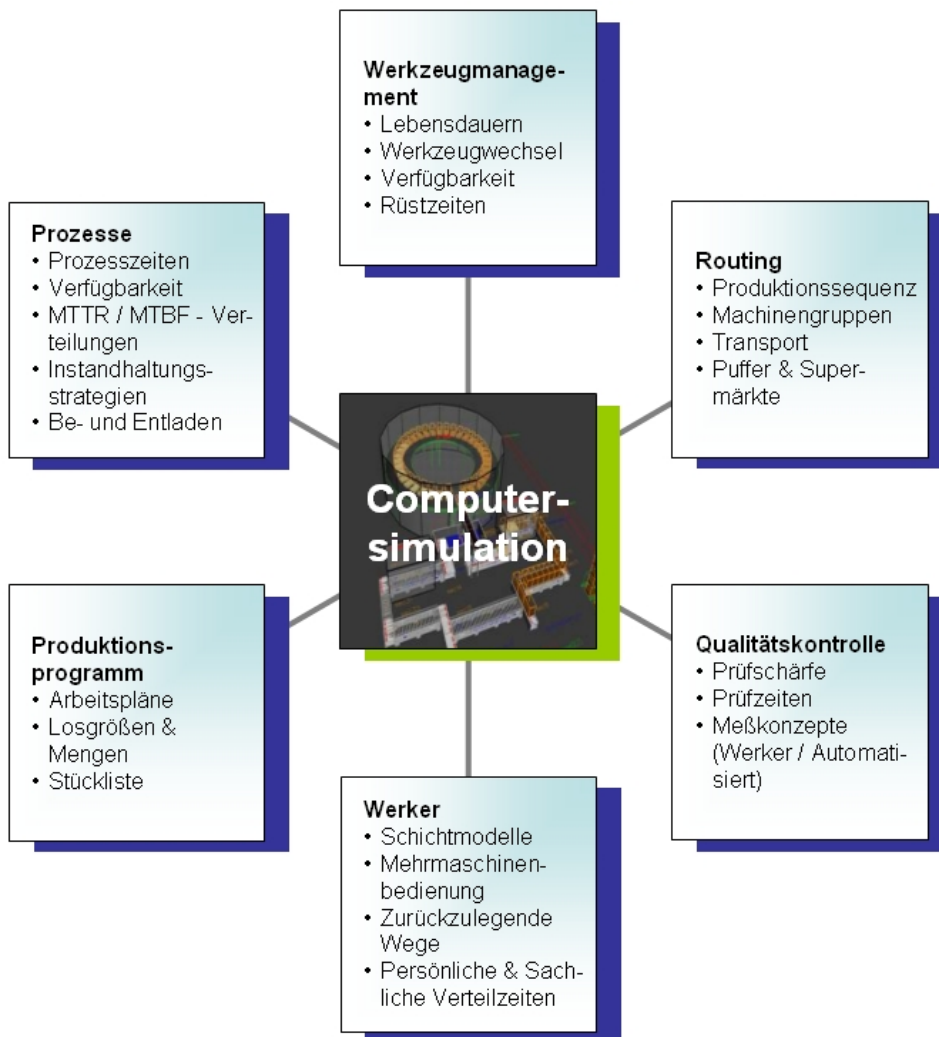 Werkzeugmanage-
ment
• Lebensdauern
• Werkzeugwechsel
• Verfügbarkeit
• Rüstzeiten
Prozesse
• Prozesszeiten
• Verfügbarkeit
• MTTR / MTBF - Ver-
teilungen
• Instandhaltungs-
strategien
• Be- und Entladen
Routing
• Produktionssequenz
• Machinengruppen
• Transport
• Puffer & Super-
märkte
Computer-
simulation
Produktions-
programm
• Arbeitspläne
• Losgrößen &
Mengen
• Stückliste
Qualitätskontrolle
• Prüfschärfe
• Prüfzeiten
• Meßkonzepte
(Werker / Automati-
siert)
Werker
• Schichtmodelle
• Mehrmaschinen-
bedienung
• Zurückzulegende
Wege
• Persönliche & Sach-
liche Verteilzeiten